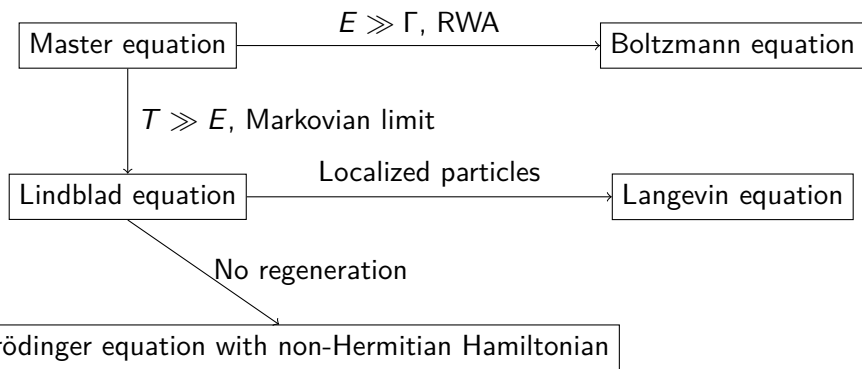 E ≫ Γ, RWA
Master equation
Boltzmann equation
T ≫ E, Markovian limit
Localized particles
Lindblad equation
Langevin equation
No regeneration
rödinger equation with non-Hermitian Hamiltonian